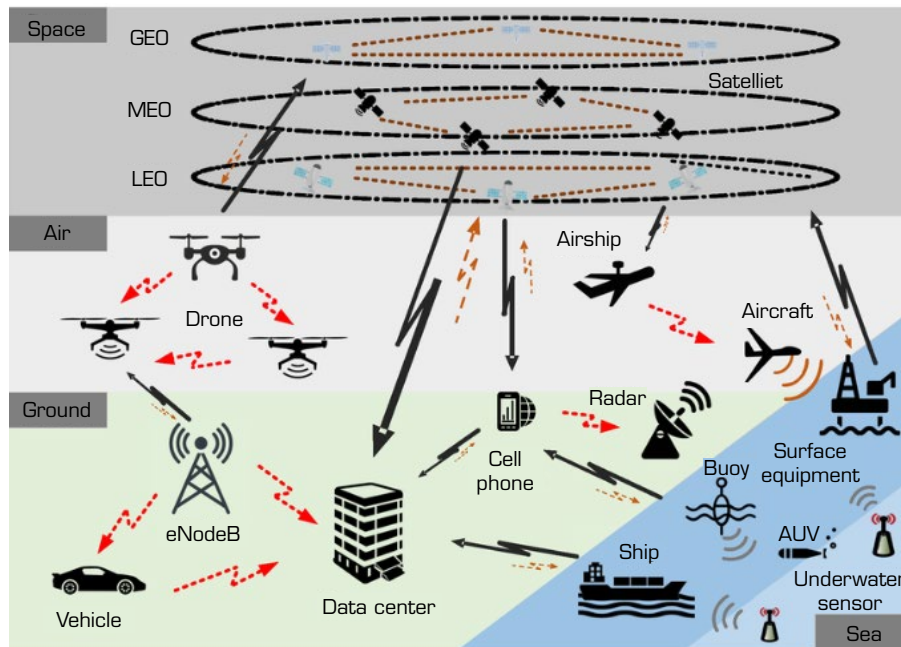 Space
GEO
Satelliet
MEO
LEO
Air
Airship
Drone
Aircraft
Ground
Radar
Surface
equipment
Cell
phone
Buoy
eNodeB
AUV
Ship
Underwater
sensor
Vehicle
Data center
Sea